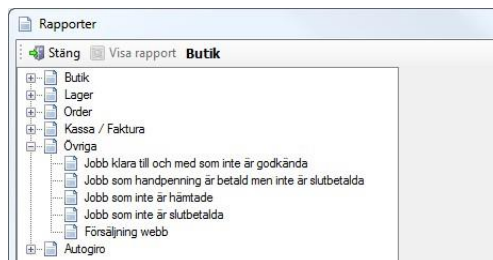 Rapporter
Stäng Visa rapport Butik
Butik
Lager
Order
Kassa / Faktura
Övriga
Jobb klara till och med som inte är godkända
Jobb som handpenning är betald men inte är slutbetalda
Jobb som inte är hämtade
Jobb som inte är slutbetalda
Försäljning webb
Autogiro